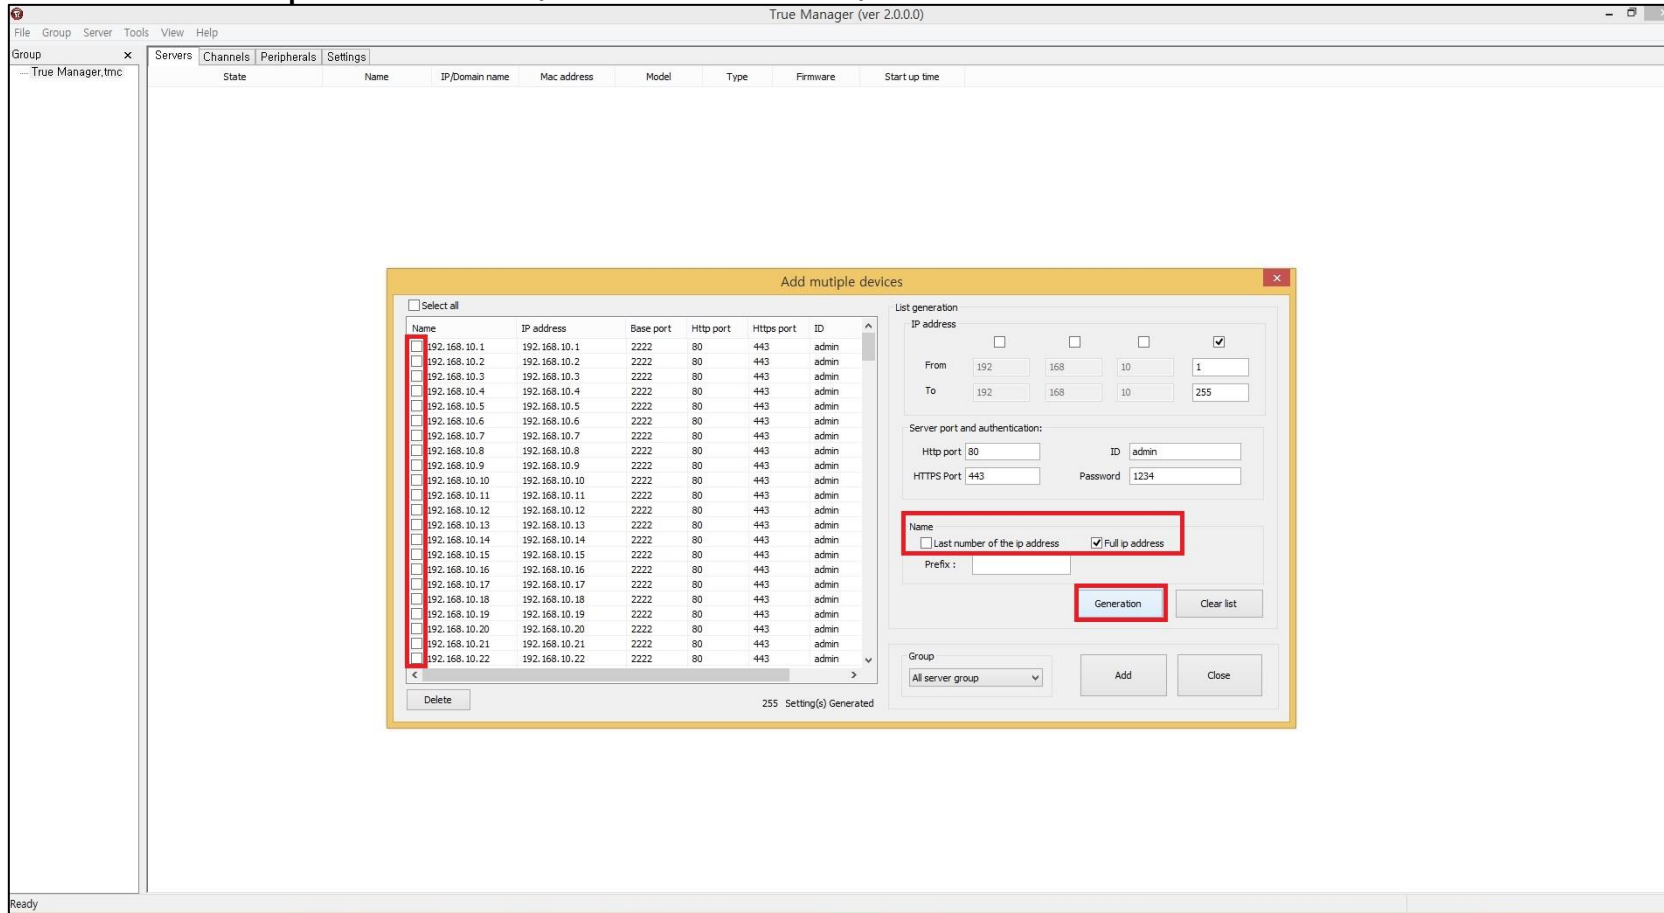 True Manager (ver 2.0.0.0)
File Group Server Tools View Help
Group x
True Manager,tmc
Servers Channels Peripherals Settings
State Name IP/Domain name Mac address Model Type Firmware Start up time
Add mutiple devices
Select all
Name IP address Base port Http port Https port ID
192.168.10.1 192.168.10.1 2222 80 443 admin
192.168.10.2 192.168.10.2 2222 80 443 admin
192.168.10.3 192.168.10.3 2222 80 443 admin
192.168.10.4 192.168.10.4 2222 80 443 admin
192.168.10.5 192.168.10.5 2222 80 443 admin
192.168.10.6 192.168.10.6 2222 80 443 admin
192.168.10.7 192.168.10.7 2222 80 443 admin
192.168.10.8 192.168.10.8 2222 80 443 admin
192.168.10.9 192.168.10.9 2222 80 443 admin
192.168.10.10 192.168.10.10 2222 80 443 admin
192.168.10.11 192.168.10.11 2222 80 443 admin
192.168.10.12 192.168.10.12 2222 80 443 admin
192.168.10.13 192.168.10.13 2222 80 443 admin
192.168.10.14 192.168.10.14 2222 80 443 admin
192.168.10.15 192.168.10.15 2222 80 443 admin
192.168.10.16 192.168.10.16 2222 80 443 admin
192.168.10.17 192.168.10.17 2222 80 443 admin
192.168.10.18 192.168.10.18 2222 80 443 admin
192.168.10.19 192.168.10.19 2222 80 443 admin
192.168.10.20 192.168.10.20 2222 80 443 admin
192.168.10.21 192.168.10.21 2222 80 443 admin
192.168.10.22 192.168.10.22 2222 80 443 admin
Delete
255 Setting(s) Generated
List generation
IP address
From 192 168 10 1
To 192 168 10 255
Server port and authentication:
Http port 80 ID admin
HTTPS Port 443 Password 1234
Name
Last number of the ip address Full ip address
Prefix :
Generation Clear list
Group
All server group Add Close
Ready